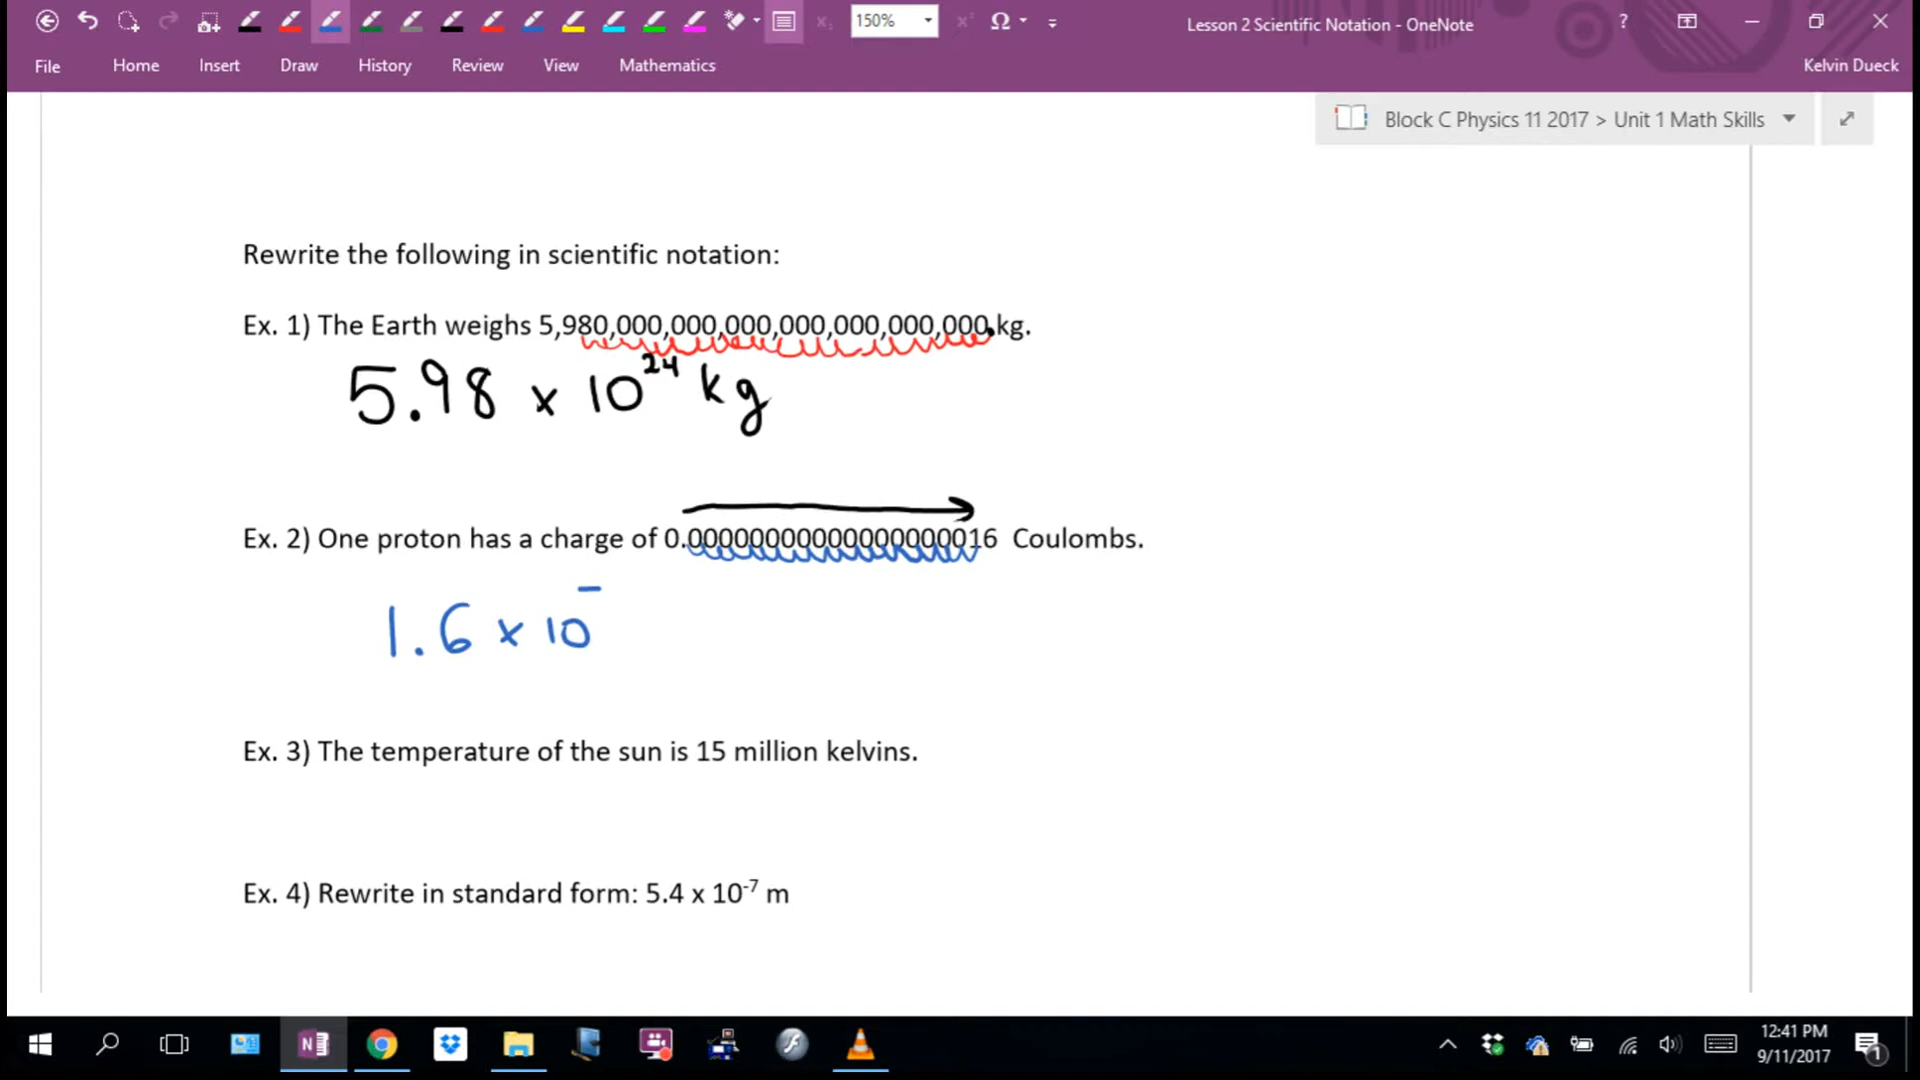 150%
Lesson 2 Scientific Notation - OneNote
File Home Insert Draw History Review View Mathematics Kelvin Dueck
Block C Physics 11 2017 > Unit 1 Math Skills
Rewrite the following in scientific notation:
Ex. 1) The Earth weighs 5,980,000,000,000,000,000,000,000.kg.
5.98 x 10²⁴ kg
Ex. 2) One proton has a charge of 0.00000000000000000016 Coulombs.
1.6 x 10⁻
Ex. 3) The temperature of the sun is 15 million kelvins.
Ex. 4) Rewrite in standard form: 5.4 x 10⁻⁷ m
12:41 PM
9/11/2017